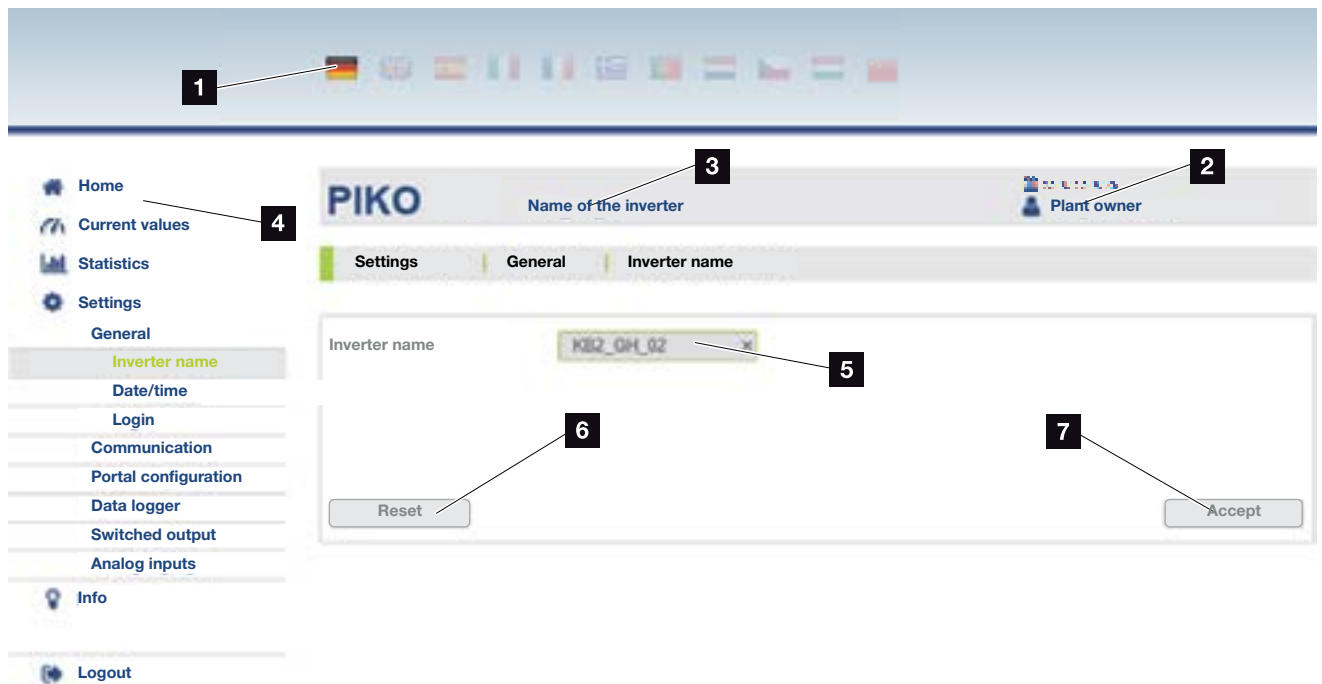 1
3
2
Home
PIKO
Name of the inverter
Plant owner
4
Current values
Statistics
Settings | General | Inverter name
Settings
General
Inverter name
Date/time
Login
Communication
Portal configuration
Data logger
Switched output
Analog inputs
Info
Logout
Inverter name
KB2_GH_02 ×
5
6
7
Reset
Accept